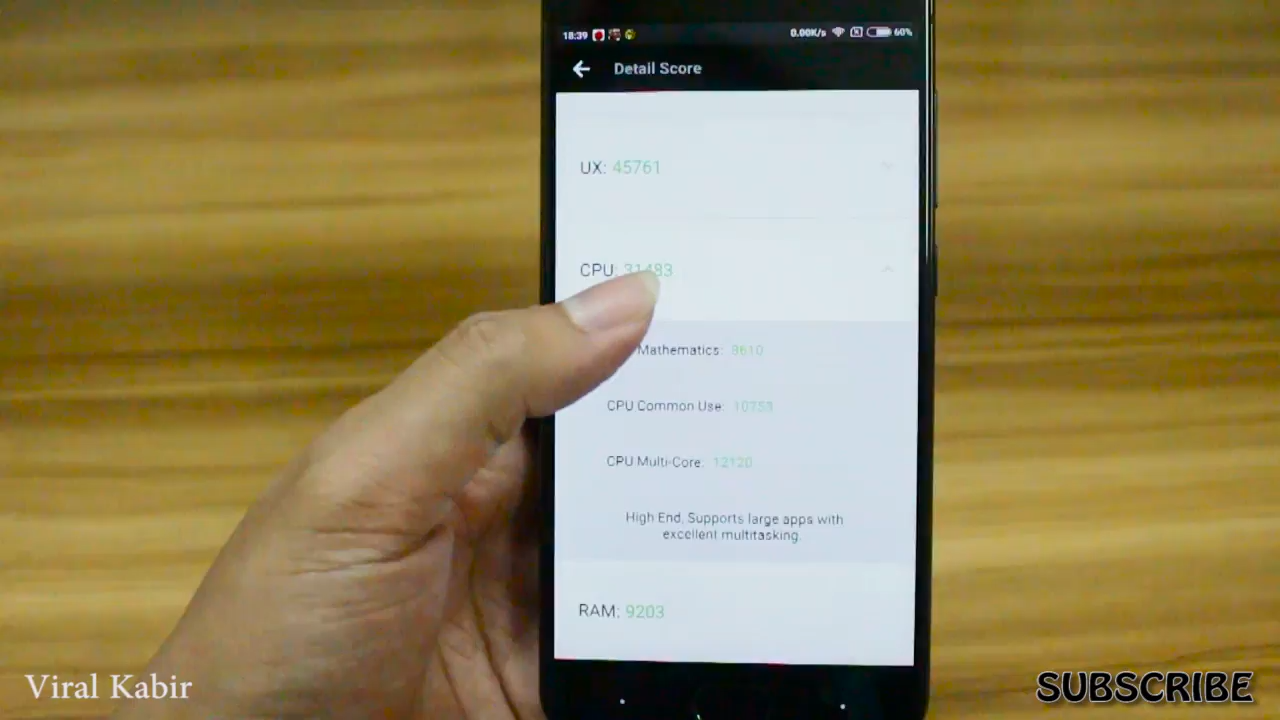 18:39
0.00K/s
60%
Detail Score
UX: 45761
CPU: 31483
Mathematics: 8610
CPU Common Use: 10753
CPU Multi-Core: 12120
High End, Supports large apps with
excellent multitasking.
RAM: 9203
Viral Kabir
SUBSCRIBE